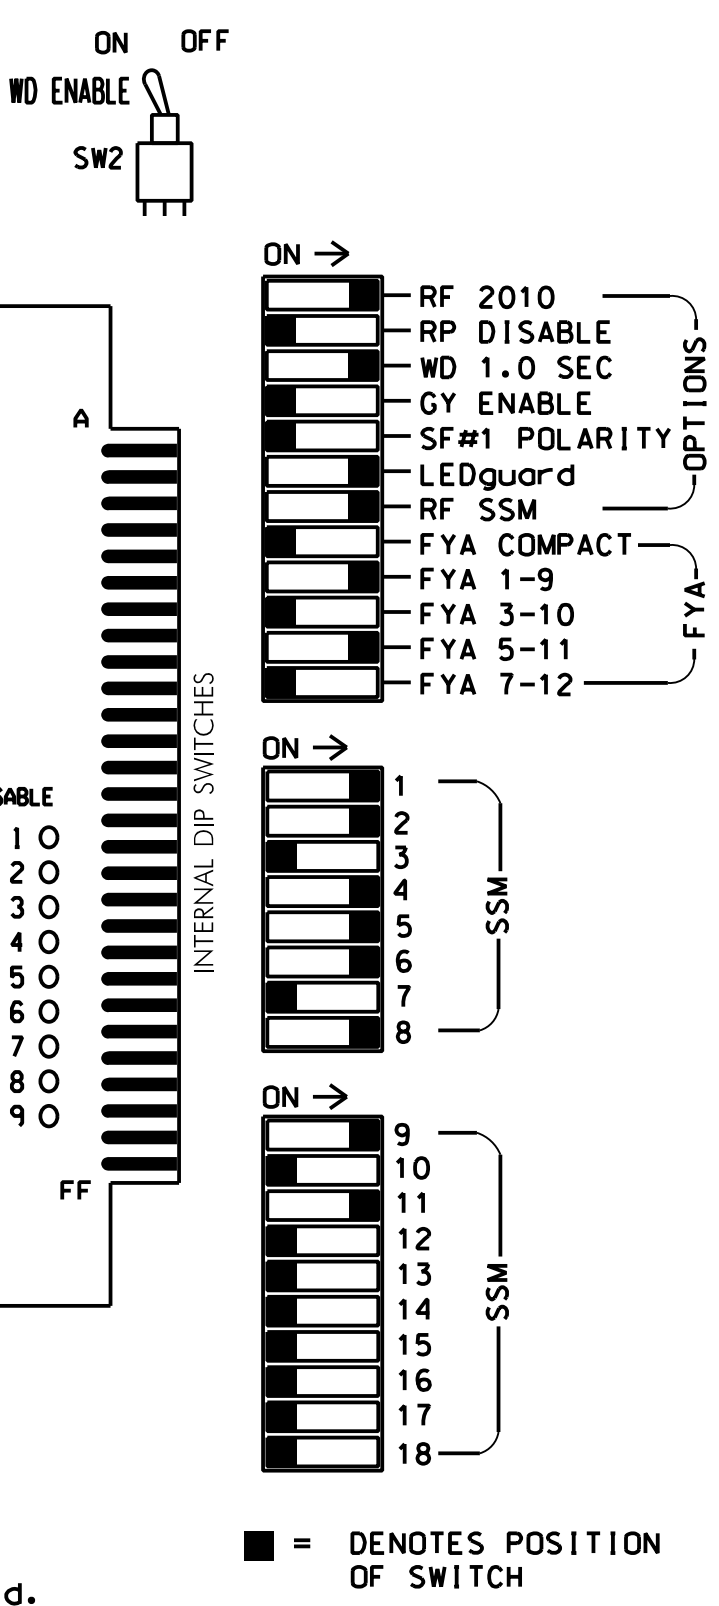 ON OFF
WD ENABLE
SW2
ON →
RF 2010
RP DISABLE
WD 1.0 SEC
GY ENABLE
SF#1 POLARITY
LEDguard
RF SSM
OPTIONS
FYA COMPACT
FYA 1-9
FYA 3-10
FYA 5-11
FYA 7-12
FYA
A
FF
SABLE
1
2
3
4
5
6
7
8
9
INTERNAL DIP SWITCHES
ON →
1
2
3
4
5
6
7
8
SSM
ON →
9
10
11
12
13
14
15
16
17
18
SSM
= DENOTES POSITION
OF SWITCH
d.